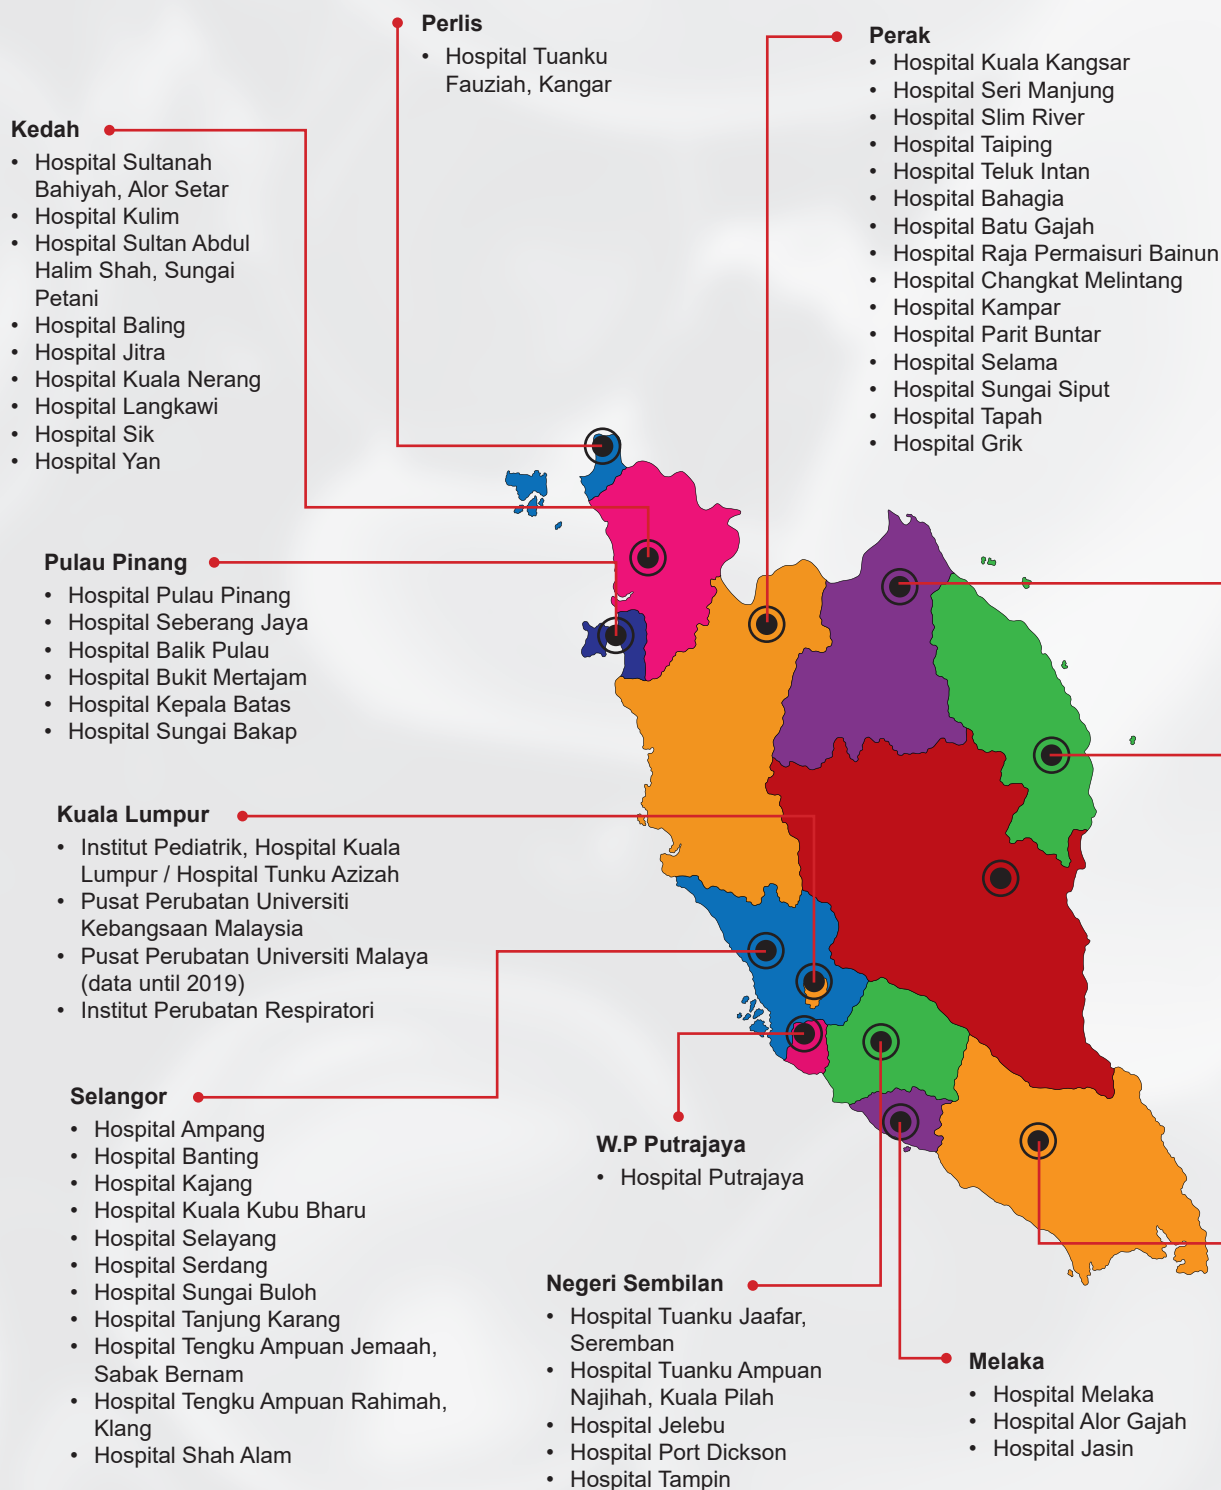 Perlis
• Hospital Tuanku
Fauziah, Kangar
Perak
• Hospital Kuala Kangsar
• Hospital Seri Manjung
• Hospital Slim River
• Hospital Taiping
• Hospital Teluk Intan
• Hospital Bahagia
• Hospital Batu Gajah
• Hospital Raja Permaisuri Bainun
• Hospital Changkat Melintang
• Hospital Kampar
• Hospital Parit Buntar
• Hospital Selama
• Hospital Sungai Siput
• Hospital Tapah
• Hospital Grik
Kedah
• Hospital Sultanah
Bahiyah, Alor Setar
• Hospital Kulim
• Hospital Sultan Abdul
Halim Shah, Sungai
Petani
• Hospital Baling
• Hospital Jitra
• Hospital Kuala Nerang
• Hospital Langkawi
• Hospital Sik
• Hospital Yan
Pulau Pinang
• Hospital Pulau Pinang
• Hospital Seberang Jaya
• Hospital Balik Pulau
• Hospital Bukit Mertajam
• Hospital Kepala Batas
• Hospital Sungai Bakap
Kuala Lumpur
• Institut Pediatrik, Hospital Kuala
Lumpur / Hospital Tunku Azizah
• Pusat Perubatan Universiti
Kebangsaan Malaysia
• Pusat Perubatan Universiti Malaya
(data until 2019)
• Institut Perubatan Respiratori
Selangor
• Hospital Ampang
• Hospital Banting
• Hospital Kajang
• Hospital Kuala Kubu Bharu
• Hospital Selayang
• Hospital Serdang
• Hospital Sungai Buloh
• Hospital Tanjung Karang
• Hospital Tengku Ampuan Jemaah,
Sabak Bernam
• Hospital Tengku Ampuan Rahimah,
Klang
• Hospital Shah Alam
W.P Putrajaya
• Hospital Putrajaya
Negeri Sembilan
• Hospital Tuanku Jaafar,
Seremban
• Hospital Tuanku Ampuan
Najihah, Kuala Pilah
• Hospital Jelebu
• Hospital Port Dickson
• Hospital Tampin
Melaka
• Hospital Melaka
• Hospital Alor Gajah
• Hospital Jasin